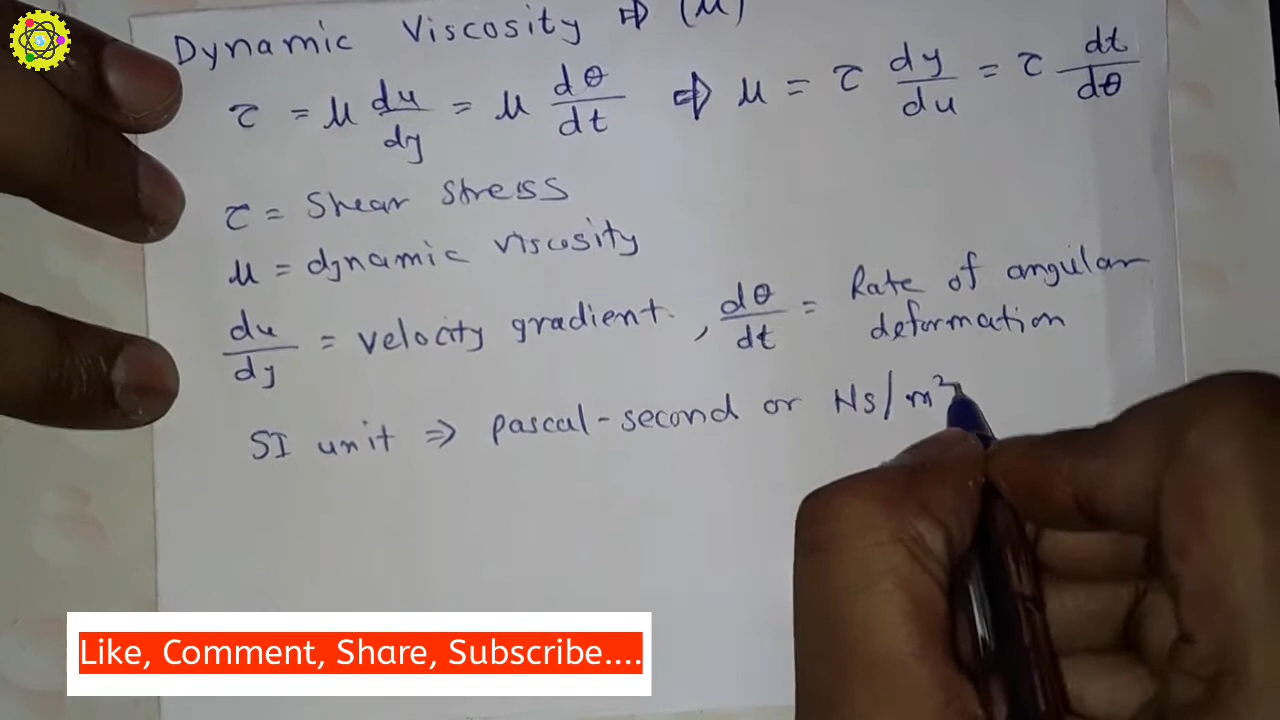 Dynamic Viscosity ⇨ (μ)
τ = μ du/dy = μ dθ/dt ⇨ μ = τ dy/du = τ dt/dθ
τ = Shear stress
μ = dynamic viscosity
du/dy = velocity gradient, dθ/dt = Rate of angular
deformation
SI unit ⇒ pascal-second or Ns/m²
Like, Comment, Share, Subscribe....